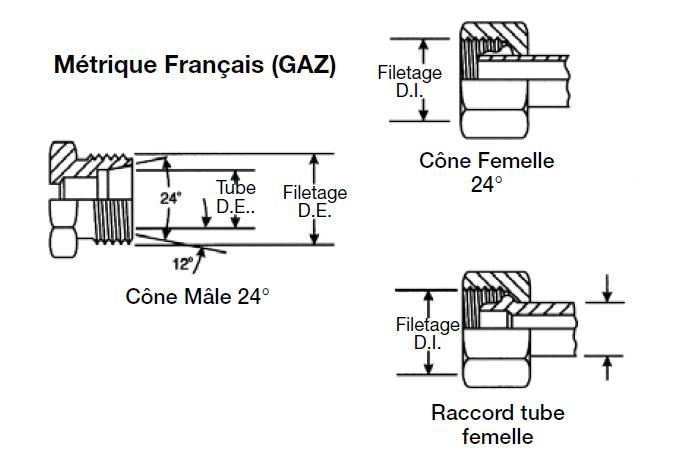 Métrique Français (GAZ)
Filetage
D.I.
Cône Femelle
24°
24°
Tube
D.E..
Filetage
D.E.
12°
Cône Mâle 24°
Filetage
D.I.
Raccord tube
femelle